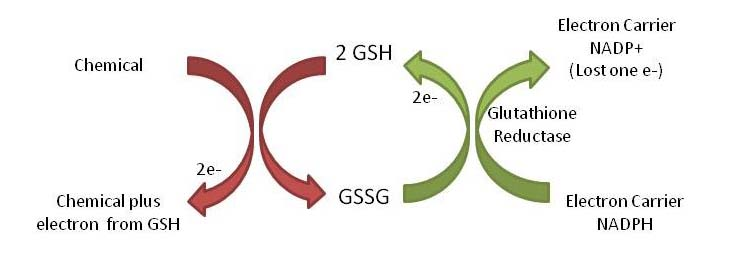 Chemical
2 GSH
Electron Carrier
NADP+
(Lost one e-)
2e-
Glutathione
Reductase
2e-
Chemical plus
electron from GSH
GSSG
Electron Carrier
NADPH